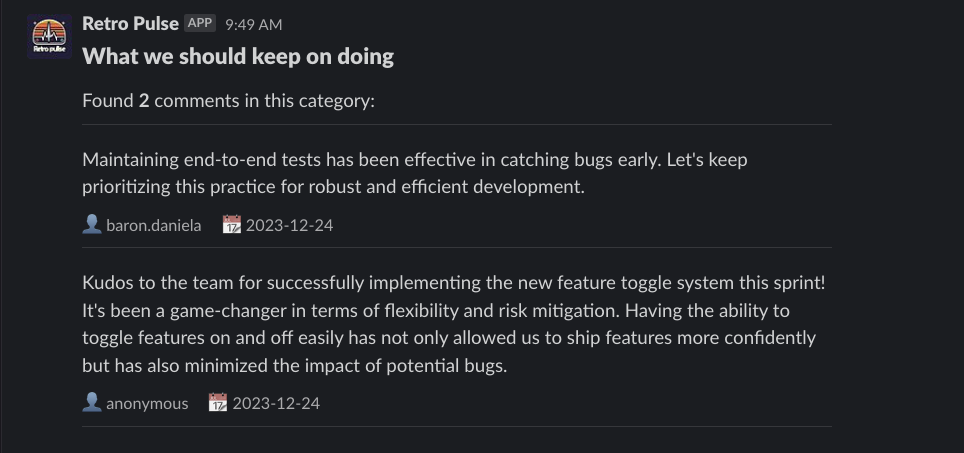 Retro Pulse APP 9:49 AM
Retro pulse
What we should keep on doing
Found 2 comments in this category:
Maintaining end-to-end tests has been effective in catching bugs early. Let's keep
prioritizing this practice for robust and efficient development.
baron.daniela 17 2023-12-24
Kudos to the team for successfully implementing the new feature toggle system this sprint!
It's been a game-changer in terms of flexibility and risk mitigation. Having the ability to
toggle features on and off easily has not only allowed us to ship features more confidently
but has also minimized the impact of potential bugs.
anonymous 17 2023-12-24